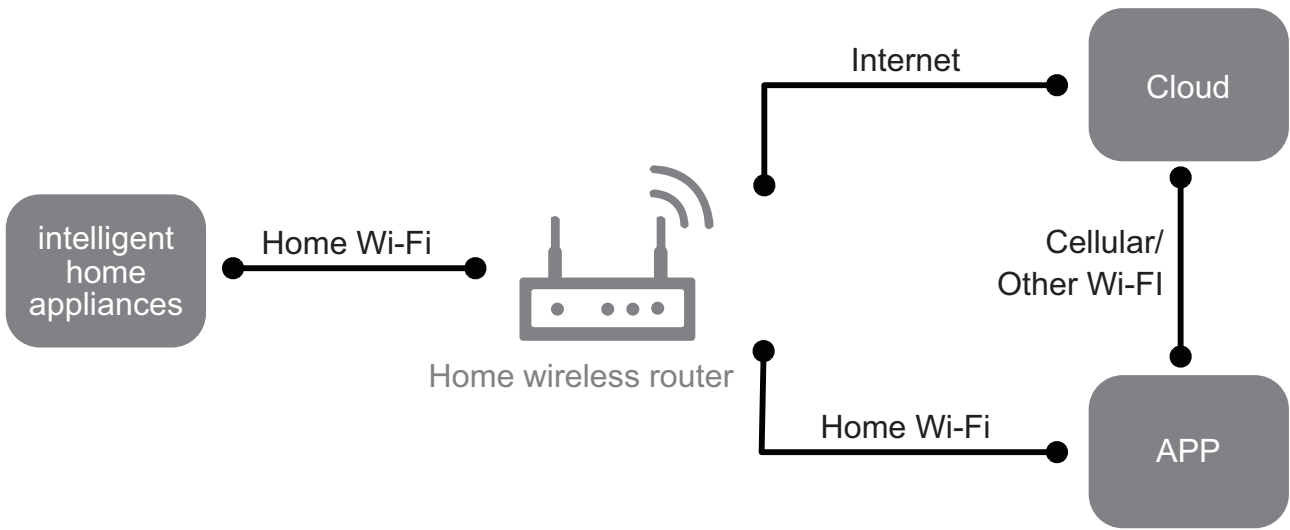 Internet
Cloud
intelligent
home
appliances
Home Wi-Fi
Cellular/
Other Wi-FI
Home wireless router
Home Wi-Fi
APP